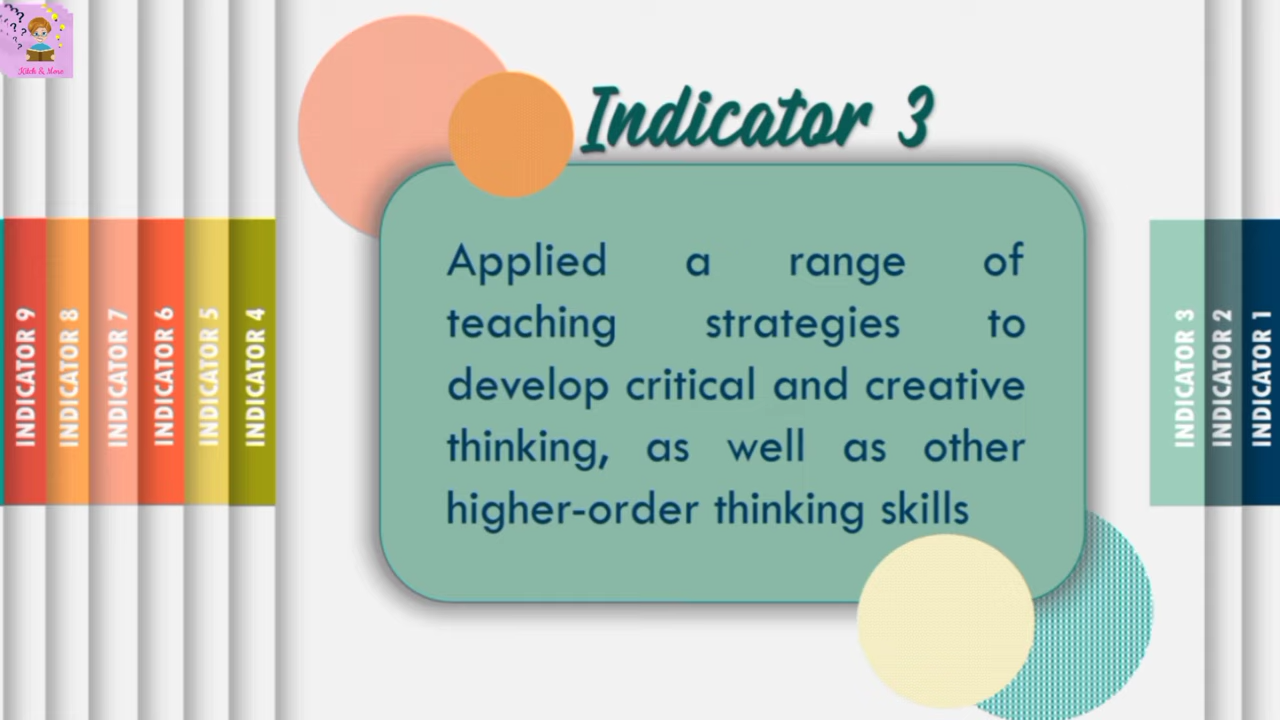 Kitch & More
Indicator 3
Applied a range of
teaching strategies to
develop critical and creative
thinking, as well as other
higher-order thinking skills
INDICATOR 9
INDICATOR 8
INDICATOR 7
INDICATOR 6
INDICATOR 5
INDICATOR 4
INDICATOR 3
INDICATOR 2
INDICATOR 1